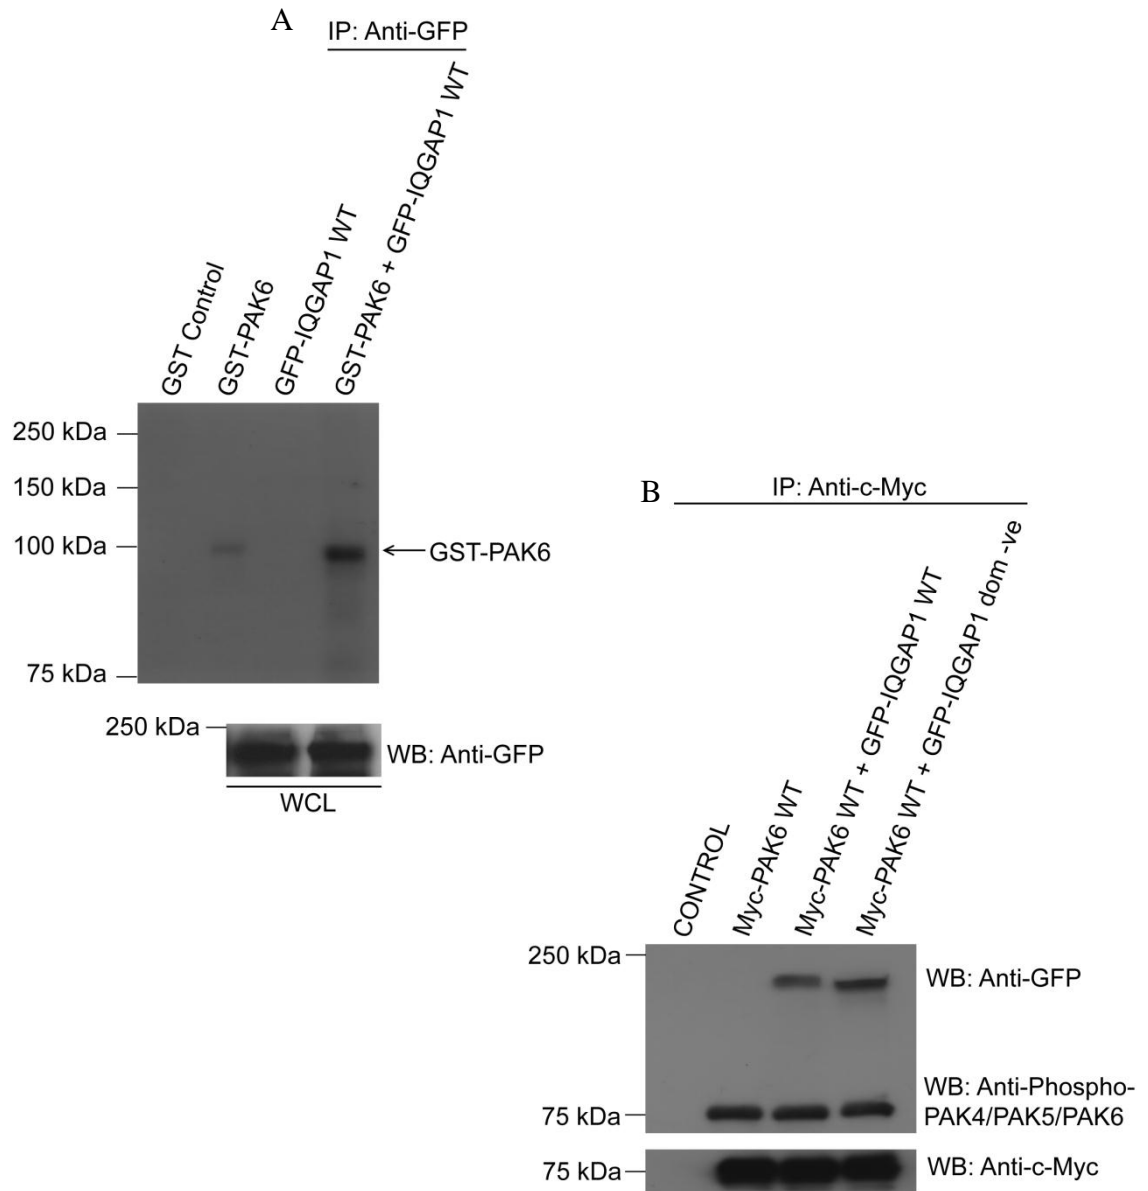 A
IP: Anti-GFP
GST Control
GST-PAK6
GFP-IQGAP1 WT
GST-PAK6 + GFP-IQGAP1 WT
250 kDa
150 kDa
100 kDa
GST-PAK6
75 kDa
250 kDa
WB: Anti-GFP
WCL
B
IP: Anti-c-Myc
CONTROL
Myc-PAK6 WT
Myc-PAK6 WT + GFP-IQGAP1 WT
Myc-PAK6 WT + GFP-IQGAP1 dom -ve
250 kDa
WB: Anti-GFP
WB: Anti-Phospho-
PAK4/PAK5/PAK6
75 kDa
75 kDa
WB: Anti-c-Myc